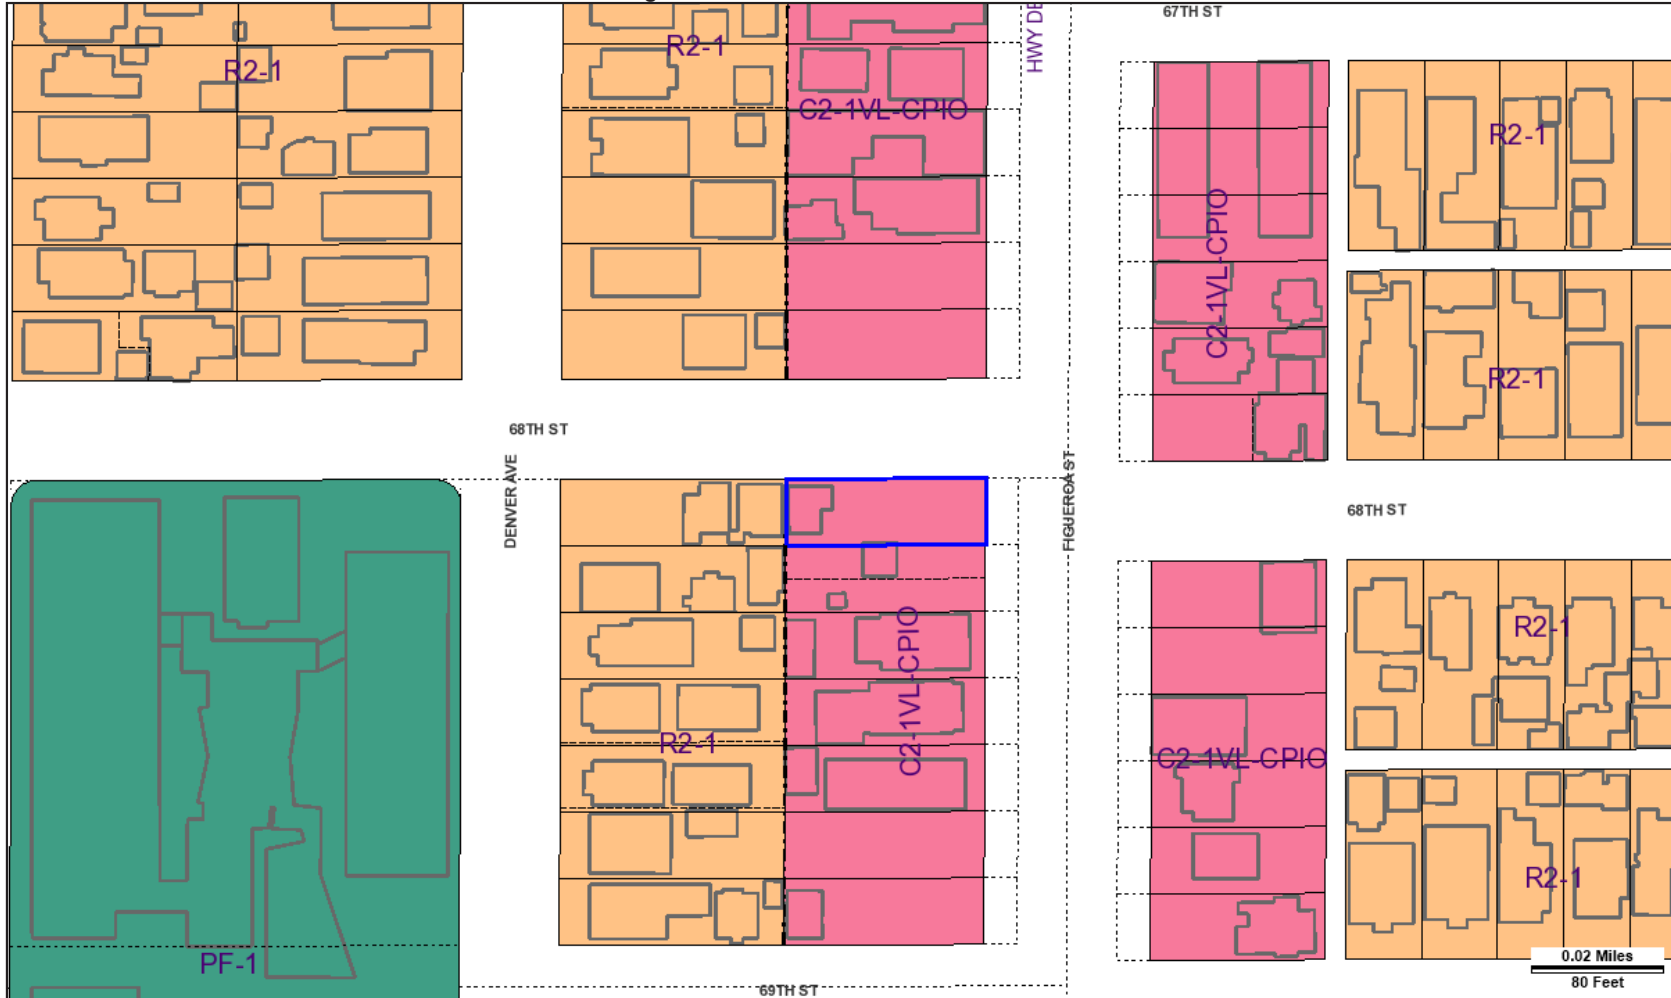 67TH ST
R2-1
R2-1
HWY DE
C2-1VL-CPIO
R2-1
C2-1VL-CPIO
R2-1
68TH ST
DENVER AVE
FIGUEROA ST
68TH ST
C2-1VL-CPIO
R2-1
R2-1
C2-1VL-CPIO
R2-1
PF-1
69TH ST
0.02 Miles
80 Feet